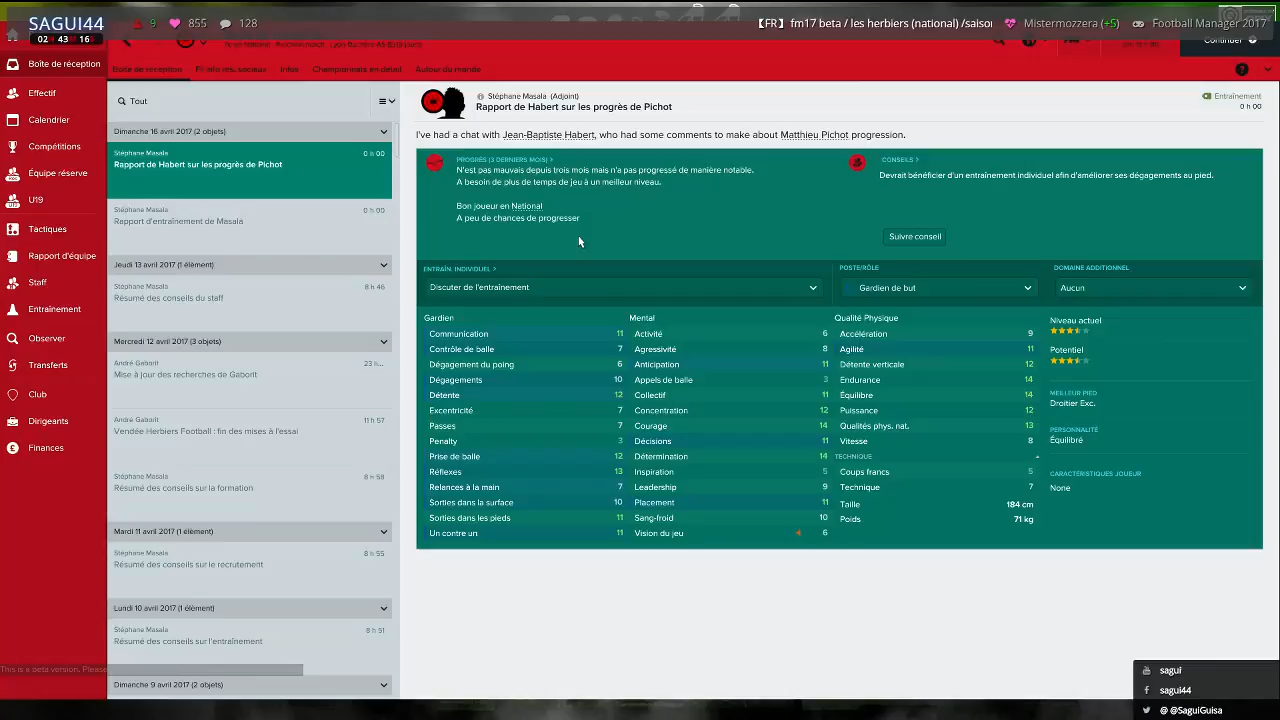 SAGUI44
9
855
128
【FR】 fm17 beta / les herbiers (national) /saison
Mistermozzera (+5)
Football Manager 2017
02 43 16
Continuer
Boîte de réception
Fil info rés. sociaux
Infos
Championnats en détail
Autour du monde
?
Boîte de réception
Effectif
Calendrier
Compétitions
Équipe réserve
U19
Tactiques
Rapport d'équipe
Staff
Entraînement
Observer
Transferts
Club
Dirigeants
Finances
This is a beta version. Please
Tout
Dimanche 16 avril 2017 (2 objets)
Stéphane Masala 0 h 00
Rapport de Habert sur les progrès de Pichot
Stéphane Masala 0 h 00
Rapport d'entraînement de Masala
Jeudi 13 avril 2017 (1 élément)
Stéphane Masala 8 h 46
Résumé des conseils du staff
Mercredi 12 avril 2017 (3 objets)
André Gaborit 23 h...
Mise à jour des recherches de Gaborit
André Gaborit 11 h 57
Vendée Herbiers Football : fin des mises à l'essai
Stéphane Masala 8 h 58
Résumé des conseils sur la formation
Mardi 11 avril 2017 (1 élément)
Stéphane Masala 8 h 55
Résumé des conseils sur le recrutement
Lundi 10 avril 2017 (1 élément)
Stéphane Masala 8 h 51
Résumé des conseils sur l'entraînement
Dimanche 9 avril 2017 (2 objets)
Stéphane Masala (Adjoint)
Rapport de Habert sur les progrès de Pichot
Entraînement
0 h 00
I've had a chat with Jean-Baptiste Habert, who had some comments to make about Matthieu Pichot progression.
PROGRÈS (3 DERNIERS MOIS) >
N'est pas mauvais depuis trois mois mais n'a pas progressé de manière notable.
A besoin de plus de temps de jeu à un meilleur niveau.
Bon joueur en National
A peu de chances de progresser
CONSEILS >
Devrait bénéficier d'un entraînement individuel afin d'améliorer ses dégagements au pied.
Suivre conseil
ENTRAÎN. INDIVIDUEL >
Discuter de l'entrainement
POSTE/RÔLE
Gardien de but
DOMAINE ADDITIONNEL
Aucun
Gardien
Communication 11
Contrôle de balle 7
Dégagement du poing 6
Dégagements 10
Détente 12
Excentricité 7
Passes 7
Penalty 3
Prise de balle 12
Réflexes 13
Relances à la main 7
Sorties dans la surface 10
Sorties dans les pieds 11
Un contre un 11
Mental
Activité 6
Agressivité 8
Anticipation 11
Appels de balle 3
Collectif 11
Concentration 12
Courage 14
Décisions 11
Détermination 14
Inspiration 5
Leadership 9
Placement 11
Sang-froid 10
Vision du jeu 6
Qualité Physique
Accélération 9
Agilité 11
Détente verticale 12
Endurance 14
Équilibre 14
Puissance 12
Qualités phys. nat. 13
Vitesse 8
TECHNIQUE
Coups francs 5
Technique 7
Taille 184 cm
Poids 71 kg
Niveau actuel
Potentiel
MEILLEUR PIED
Droitier Exc.
PERSONNALITÉ
Équilibré
CARACTÉRISTIQUES JOUEUR
None
sagui
sagui44
@ @SaguiGuisa